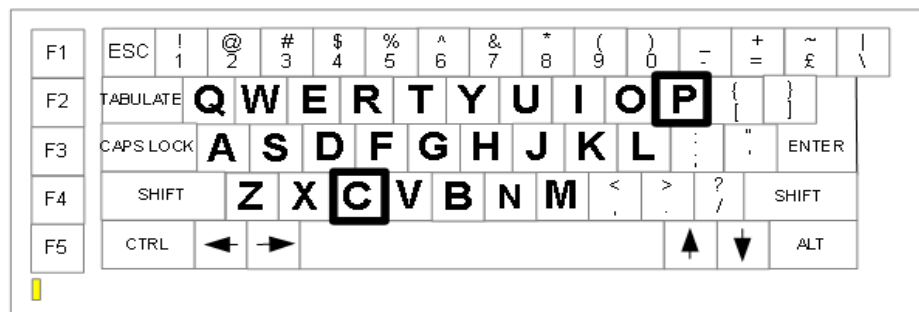 F1 ESC ! 1 @ 2 # 3 $ 4 % 5 ^ 6 & 7 * 8 ( 9 ) 0 _ - + = ~ £ | \
F2 TABULATE Q W E R T Y U I O P { [ } ]
F3 CAPS LOCK A S D F G H J K L : ; " ' ENTER
F4 SHIFT Z X C V B N M < , > . ? / SHIFT
F5 CTRL ALT